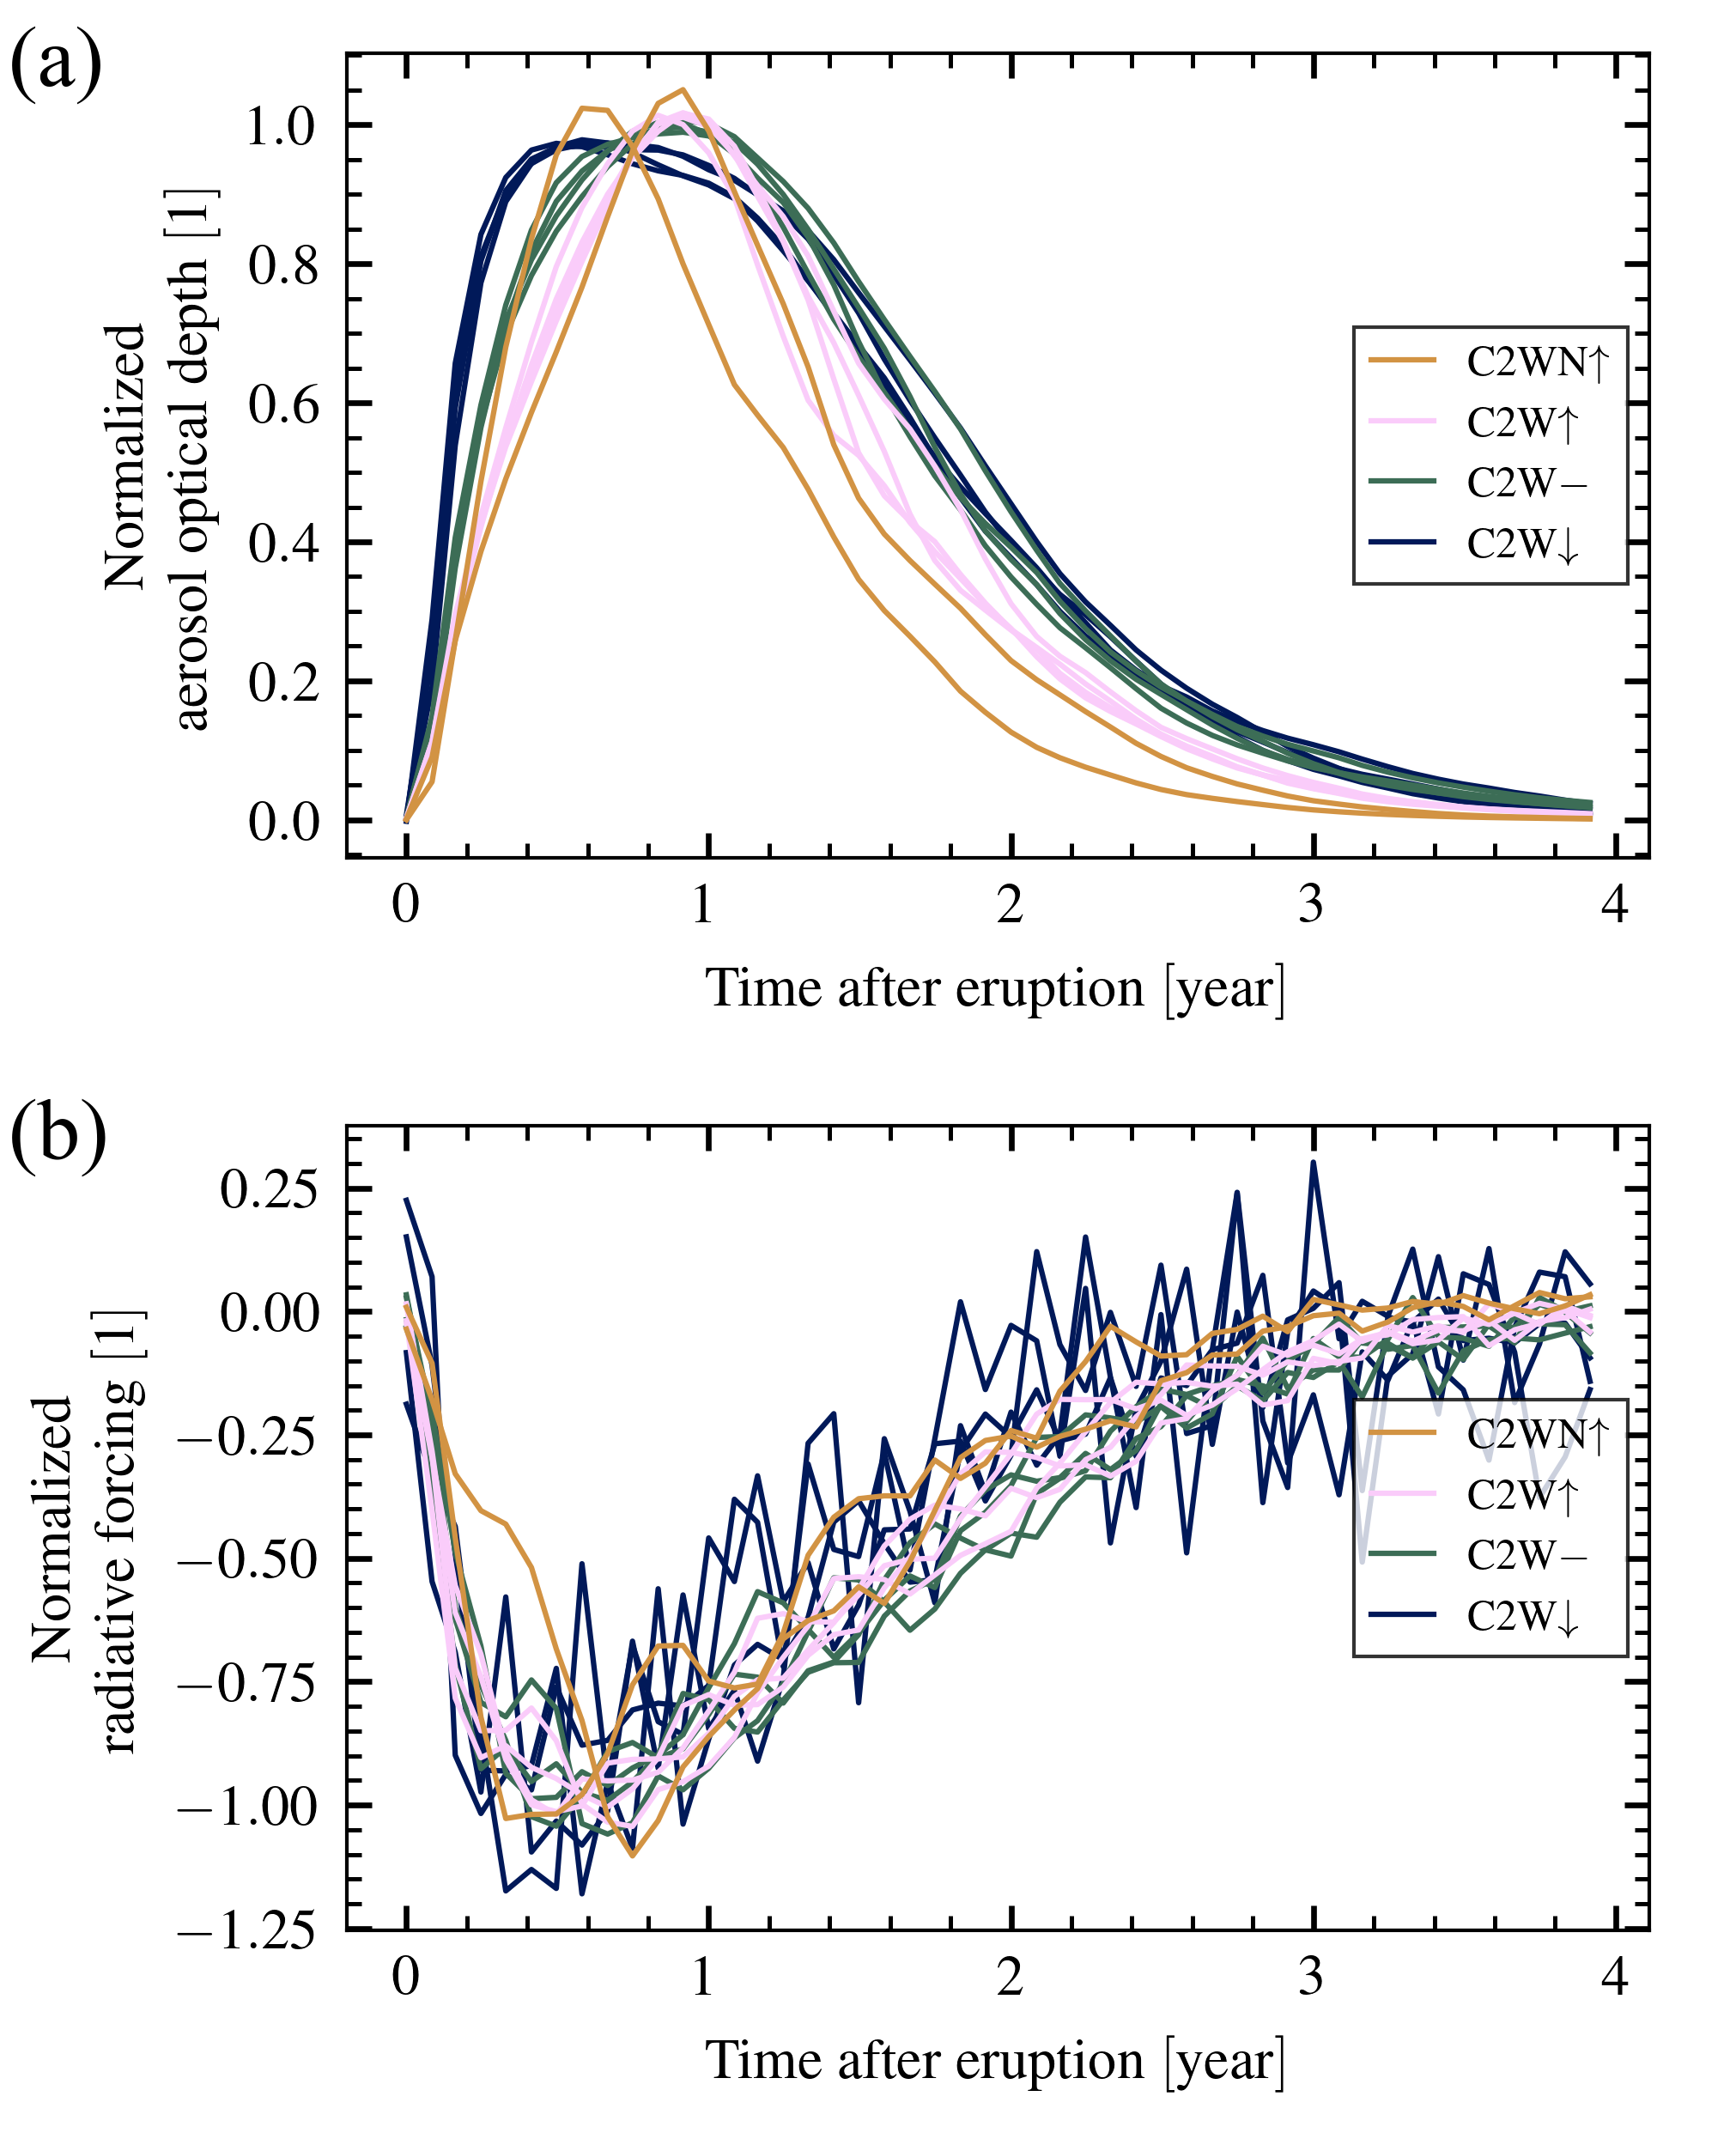 (a)
Normalized
aerosol optical depth [1]
1.0
0.8
0.6
0.4
0.2
0.0
C2WN↑
C2W↑
C2W−
C2W↓
0 1 2 3 4
Time after eruption [year]
(b)
Normalized
radiative forcing [1]
0.25
0.00
−0.25
−0.50
−0.75
−1.00
−1.25
C2WN↑
C2W↑
C2W−
C2W↓
0 1 2 3 4
Time after eruption [year]